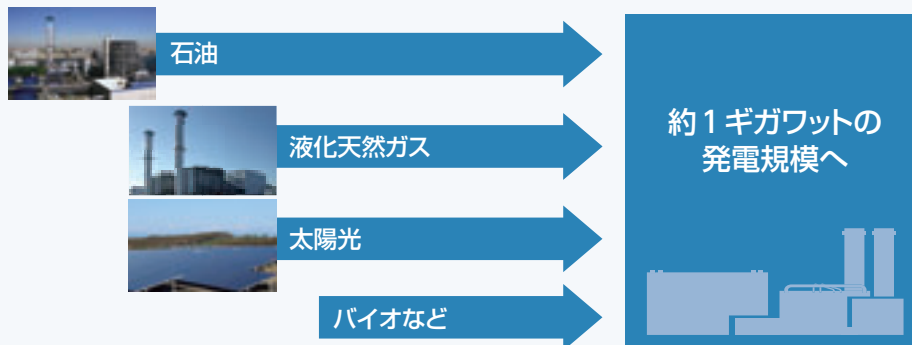 石油
液化天然ガス
太陽光
バイオなど
約1ギガワットの
発電規模へ